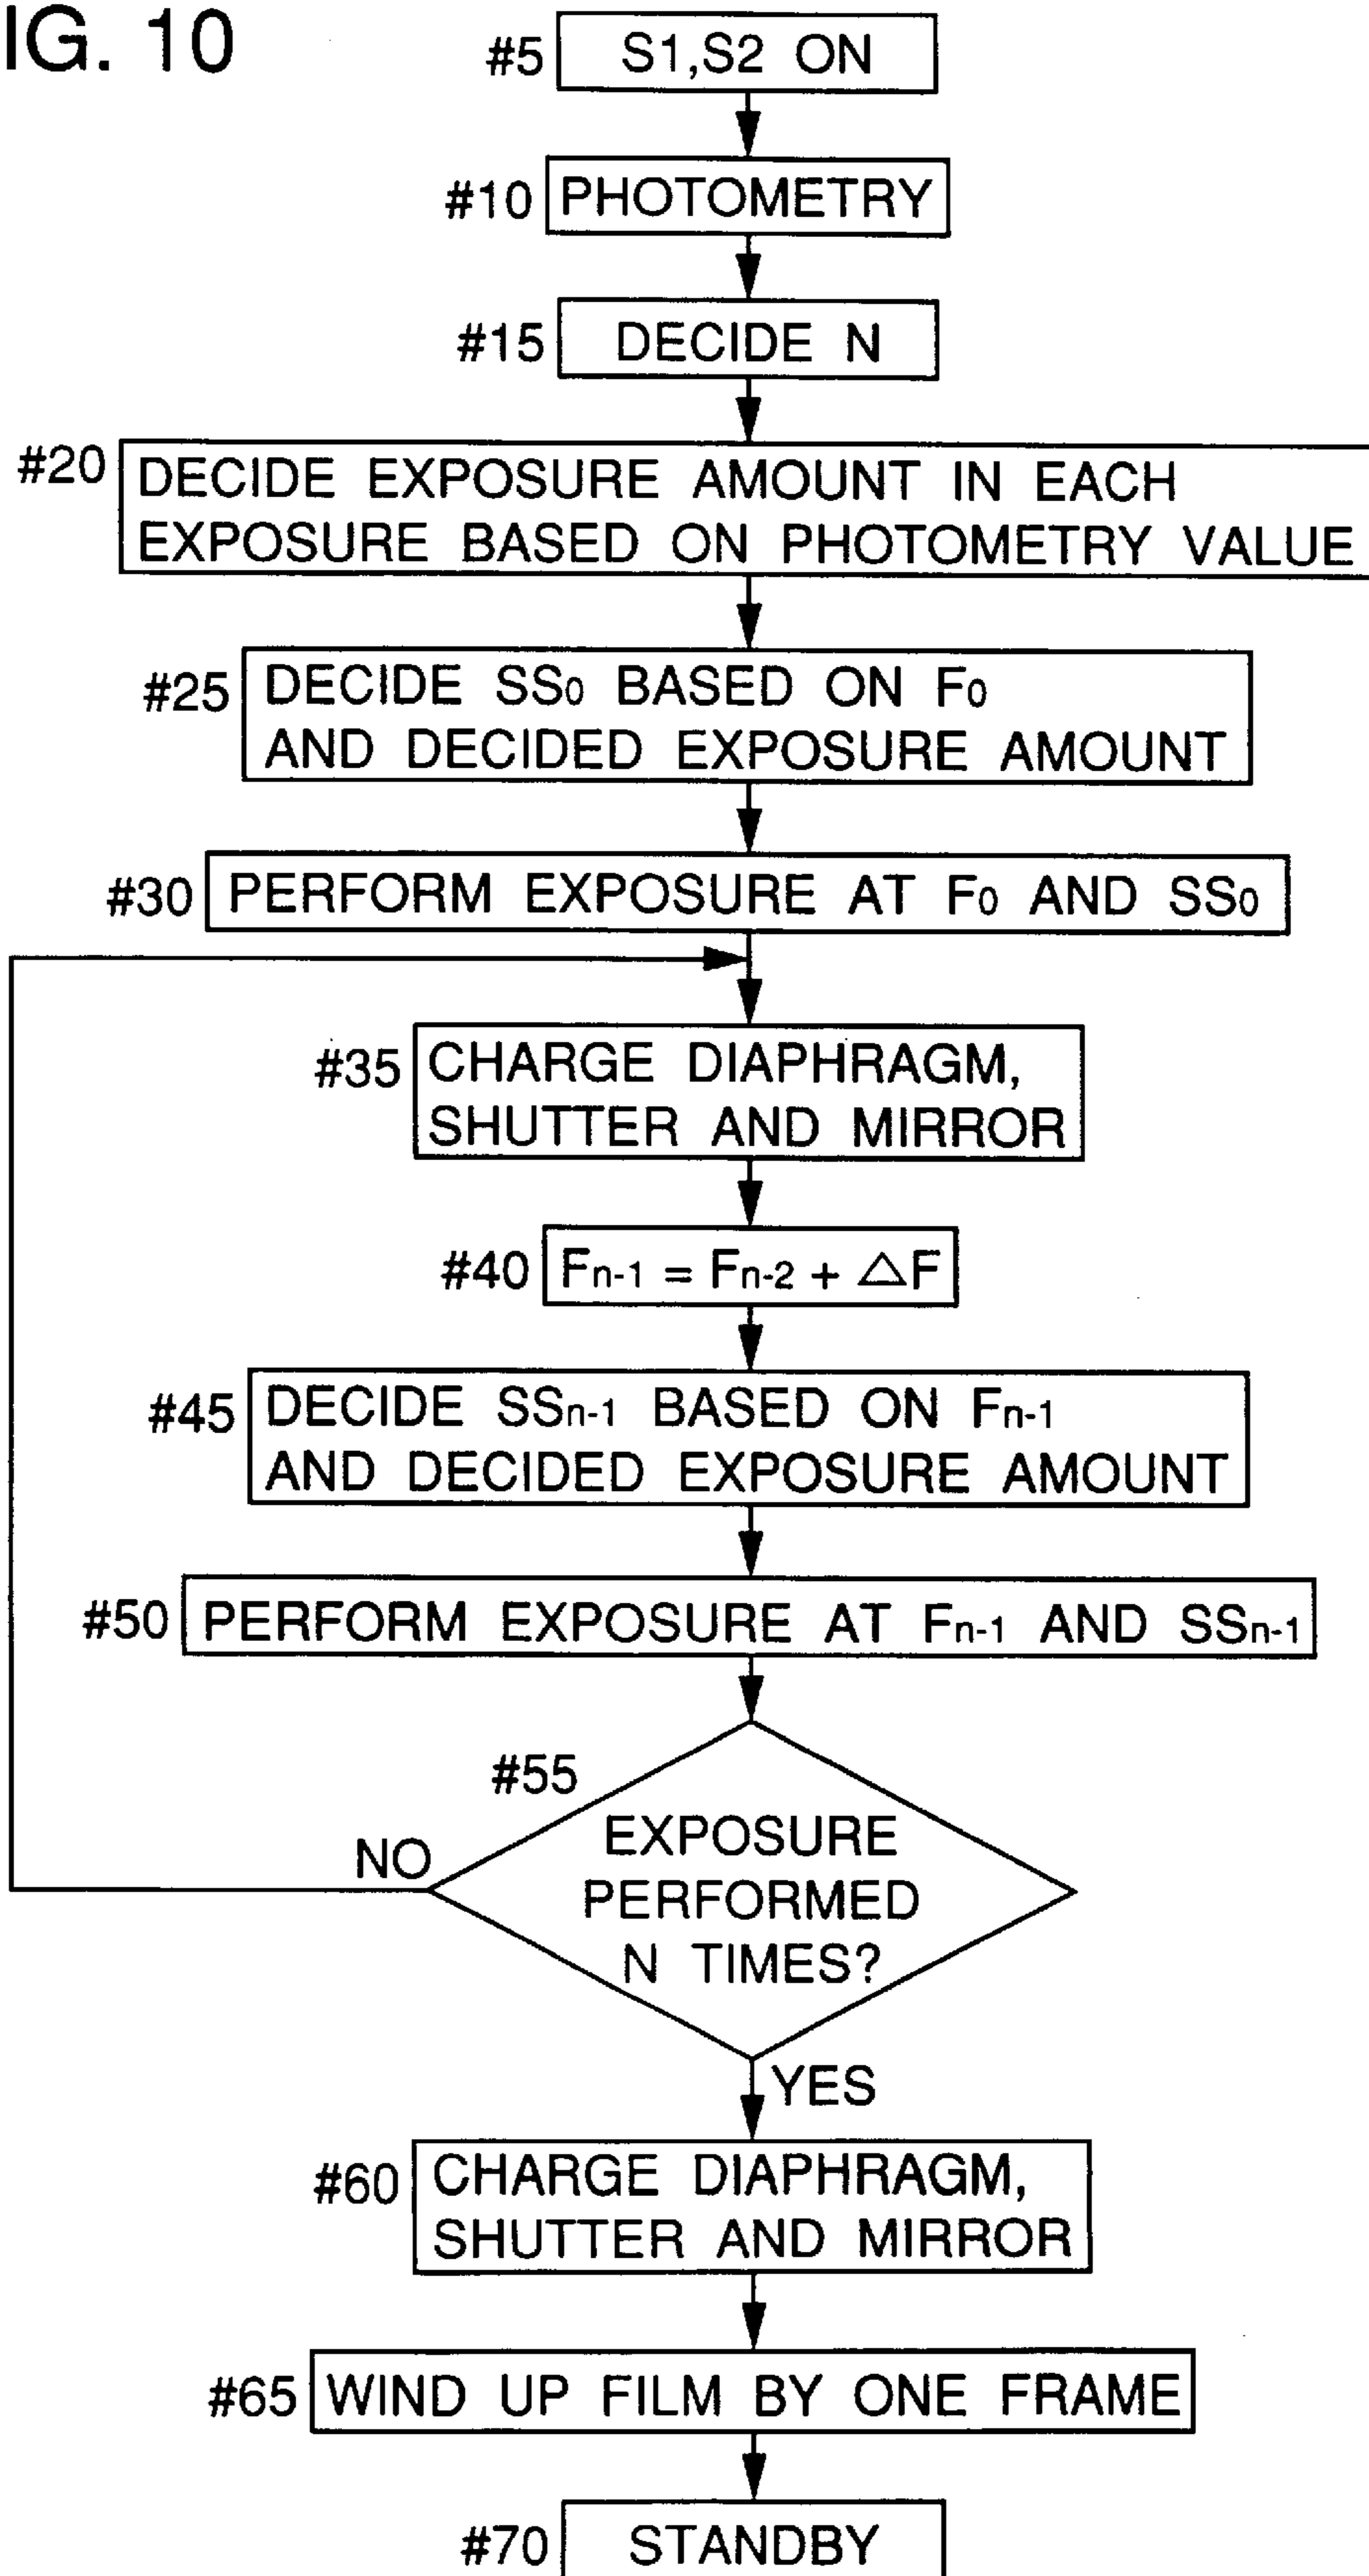 IG. 10
#5 S1,S2 ON
#10 PHOTOMETRY
#15 DECIDE N
#20 DECIDE EXPOSURE AMOUNT IN EACH
EXPOSURE BASED ON PHOTOMETRY VALUE
#25 DECIDE SS0 BASED ON F0
AND DECIDED EXPOSURE AMOUNT
#30 PERFORM EXPOSURE AT F0 AND SS0
#35 CHARGE DIAPHRAGM,
SHUTTER AND MIRROR
#40 Fn-1 = Fn-2 + △F
#45 DECIDE SSn-1 BASED ON Fn-1
AND DECIDED EXPOSURE AMOUNT
#50 PERFORM EXPOSURE AT Fn-1 AND SSn-1
#55
EXPOSURE
NO
PERFORMED
N TIMES?
YES
#60 CHARGE DIAPHRAGM,
SHUTTER AND MIRROR
#65 WIND UP FILM BY ONE FRAME
#70 STANDBY